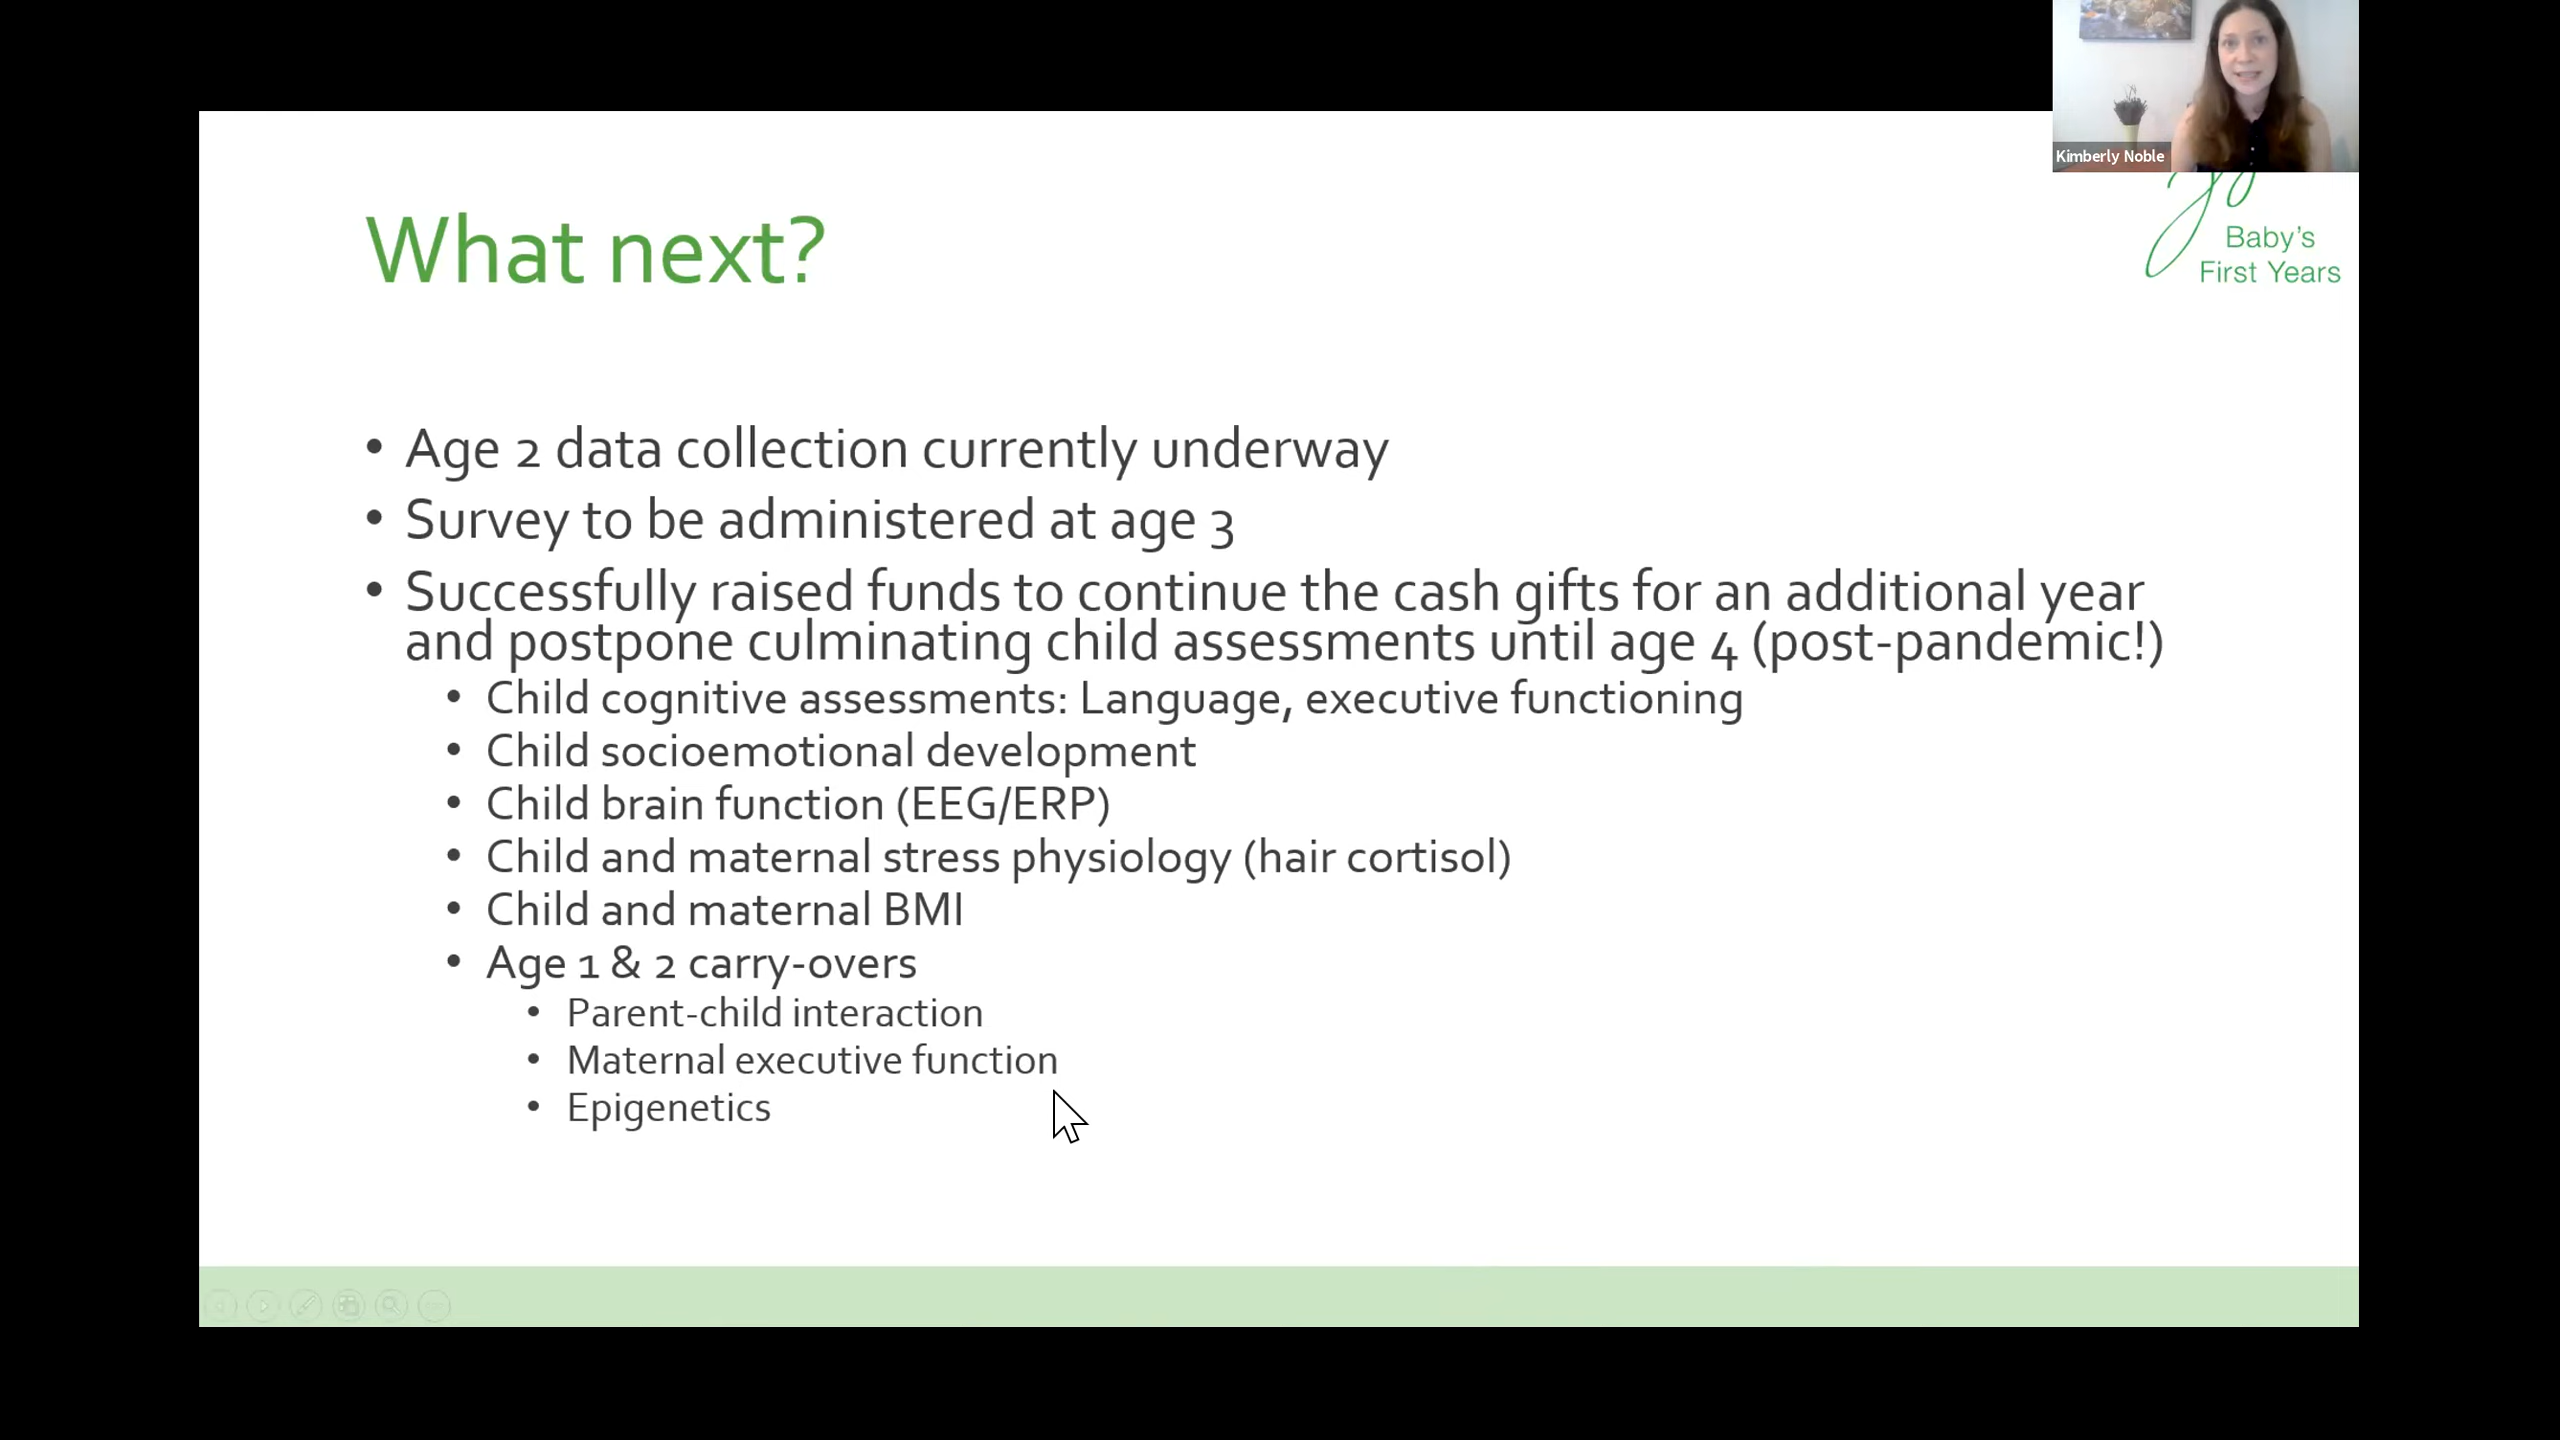 Kimberly Noble
Baby's
First Years
What next?
• Age 2 data collection currently underway
• Survey to be administered at age 3
• Successfully raised funds to continue the cash gifts for an additional year
and postpone culminating child assessments until age 4 (post-pandemic!)
• Child cognitive assessments: Language, executive functioning
• Child socioemotional development
• Child brain function (EEG/ERP)
• Child and maternal stress physiology (hair cortisol)
• Child and maternal BMI
• Age 1 & 2 carry-overs
• Parent-child interaction
• Maternal executive function
• Epigenetics